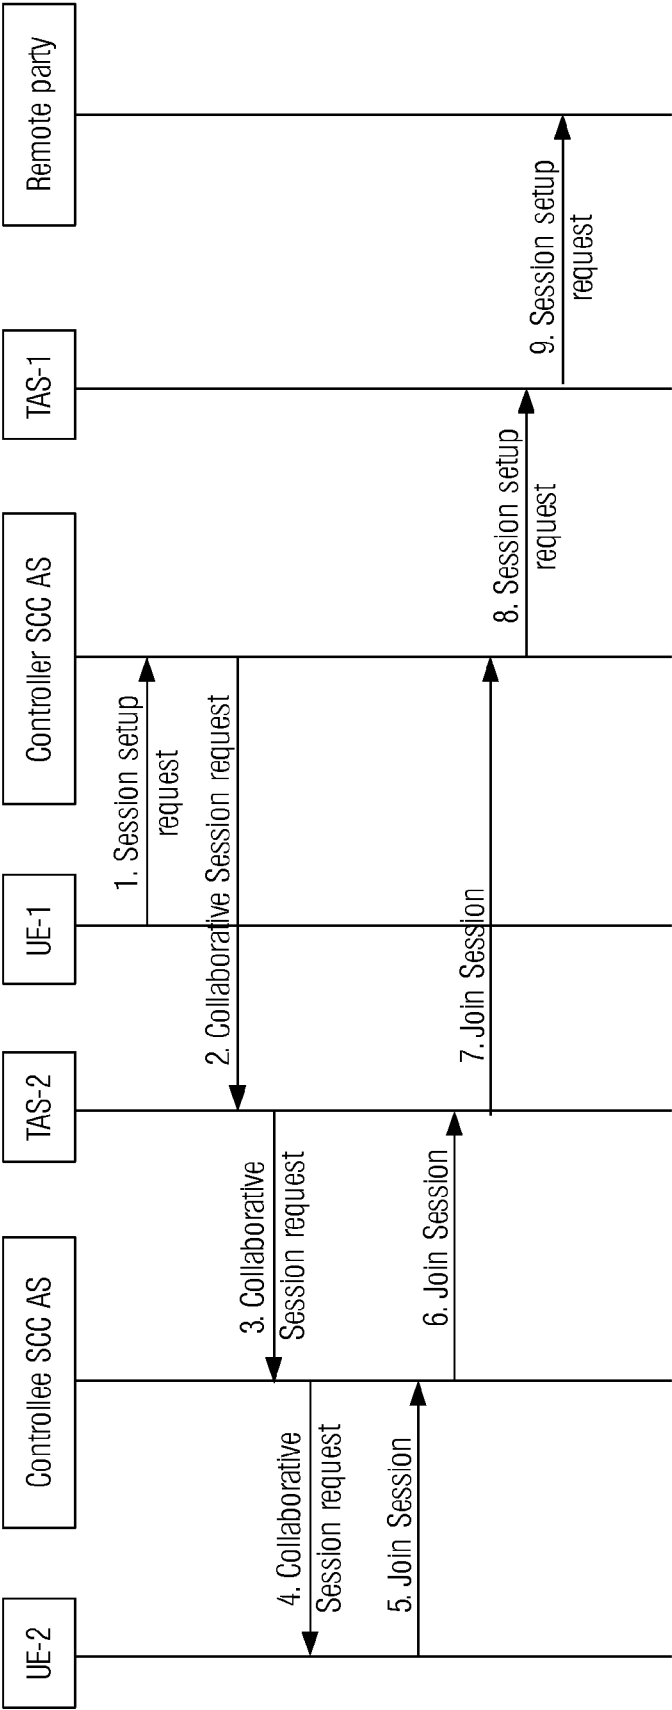 UE-2
Controllee SCC AS
TAS-2
UE-1
Controller SCC AS
TAS-1
Remote party
1. Session setup
request
2. Collaborative Session request
3. Collaborative
Session request
4. Collaborative
Session request
5. Join Session
6. Join Session
7. Join Session
8. Session setup
request
9. Session setup
request